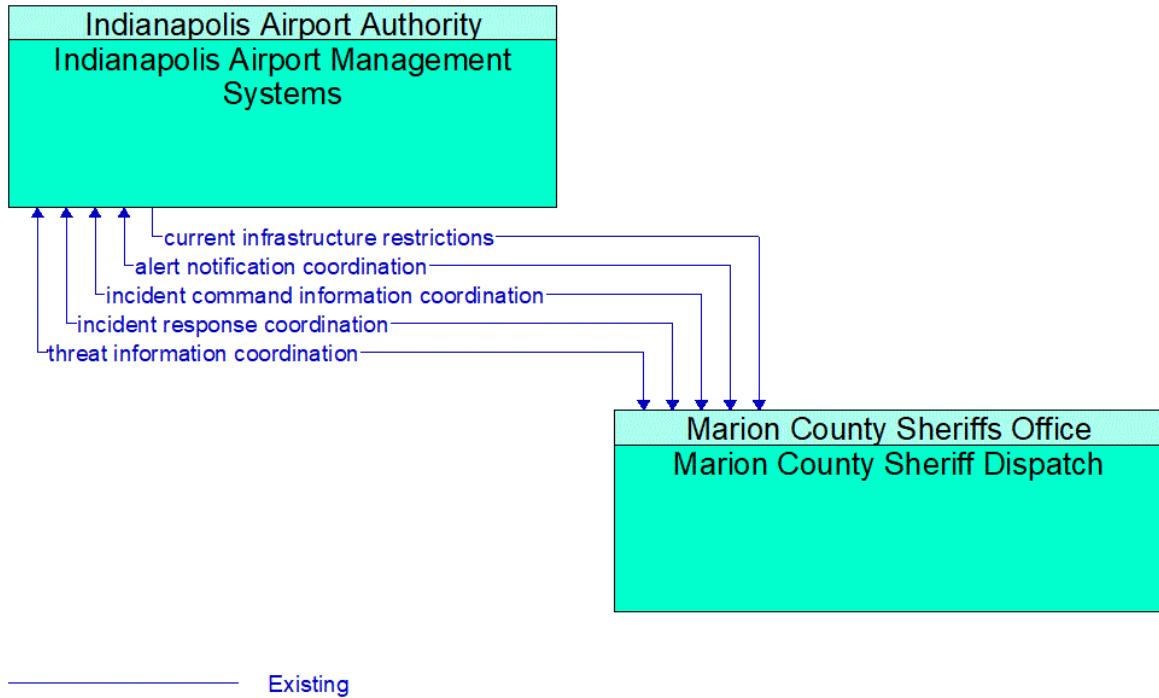 Indianapolis Airport Authority
Indianapolis Airport Management
Systems
current infrastructure restrictions
alert notification coordination
incident command information coordination
incident response coordination
threat information coordination
Marion County Sheriffs Office
Marion County Sheriff Dispatch
Existing